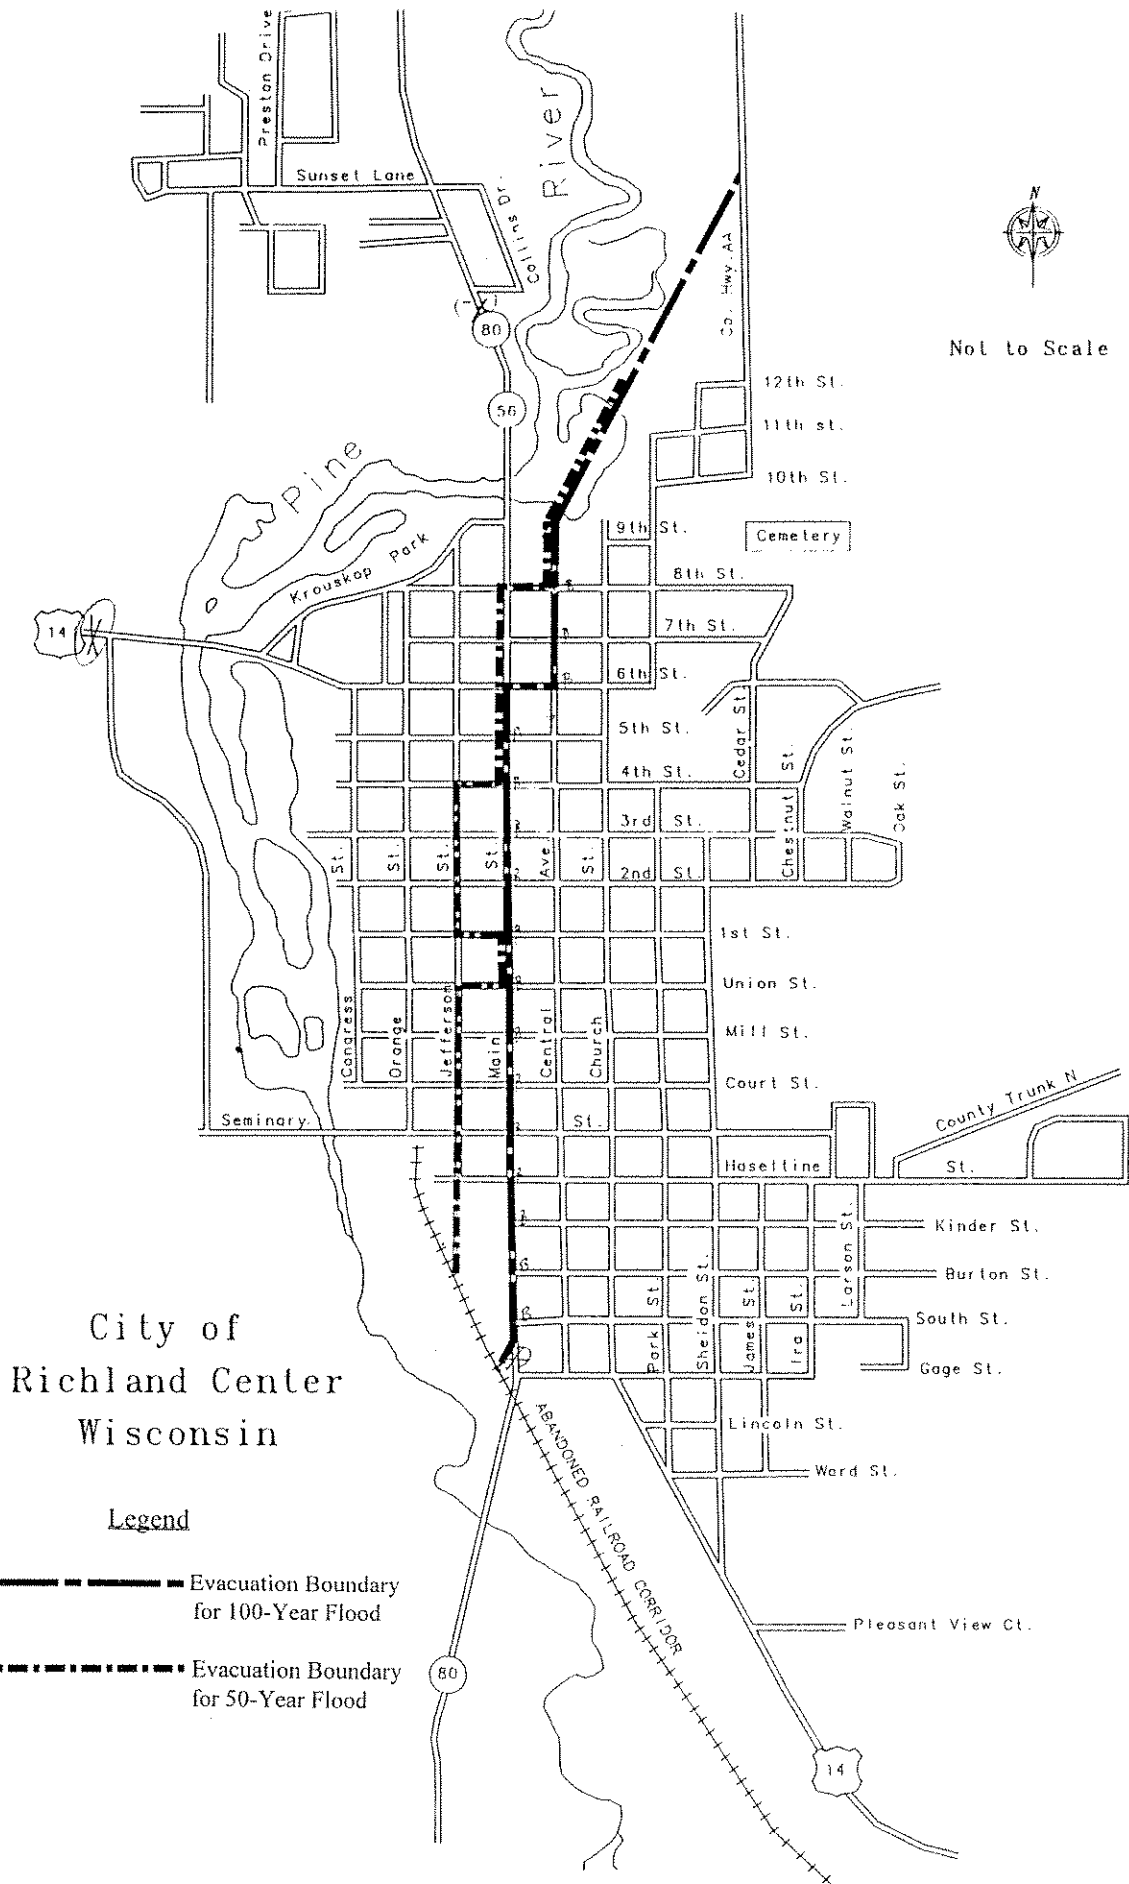 Preston Drive
Sunset Lane
Collins Dr.
River
Co. Hwy. AA
N
80
Not to Scale
56
12th St.
11th st.
10th St.
Pine
9th St.
Cemetery
Krouskop Park
8th St.
14
7th St.
6th St.
5th St.
4th St.
Cedar St.
Chestnut St.
Walnut St.
Oak St.
3rd St.
2nd St.
Congress St.
Orange St.
Jefferson St.
Main St.
Central Ave.
Church St.
1st St.
Union St.
Mill St.
Court St.
Seminary St.
County Trunk N
Haseltine St.
Kinder St.
Burton St.
South St.
Gage St.
Park St
Sheldon St.
James St.
Ira St.
Larson St.
City of
Richland Center
Wisconsin
Lincoln St.
Ward St.
ABANDONED RAILROAD CORRIDOR
Legend
Evacuation Boundary
for 100-Year Flood
Evacuation Boundary
for 50-Year Flood
Pleasant View Ct.
80
14